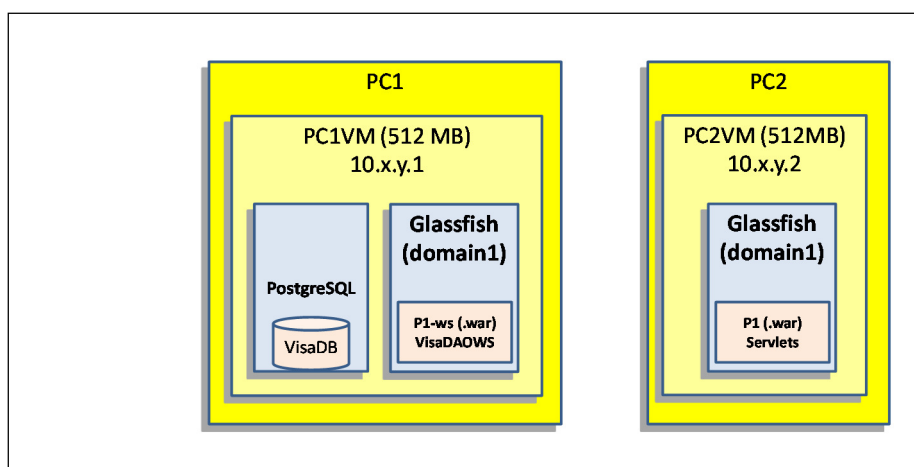 PC1
PC1VM (512 MB)
10.x.y.1
PostgreSQL
VisaDB
Glassfish
(domain1)
P1-ws (.war)
VisaDAOWS
PC2
PC2VM (512MB)
10.x.y.2
Glassfish
(domain1)
P1 (.war)
Servlets